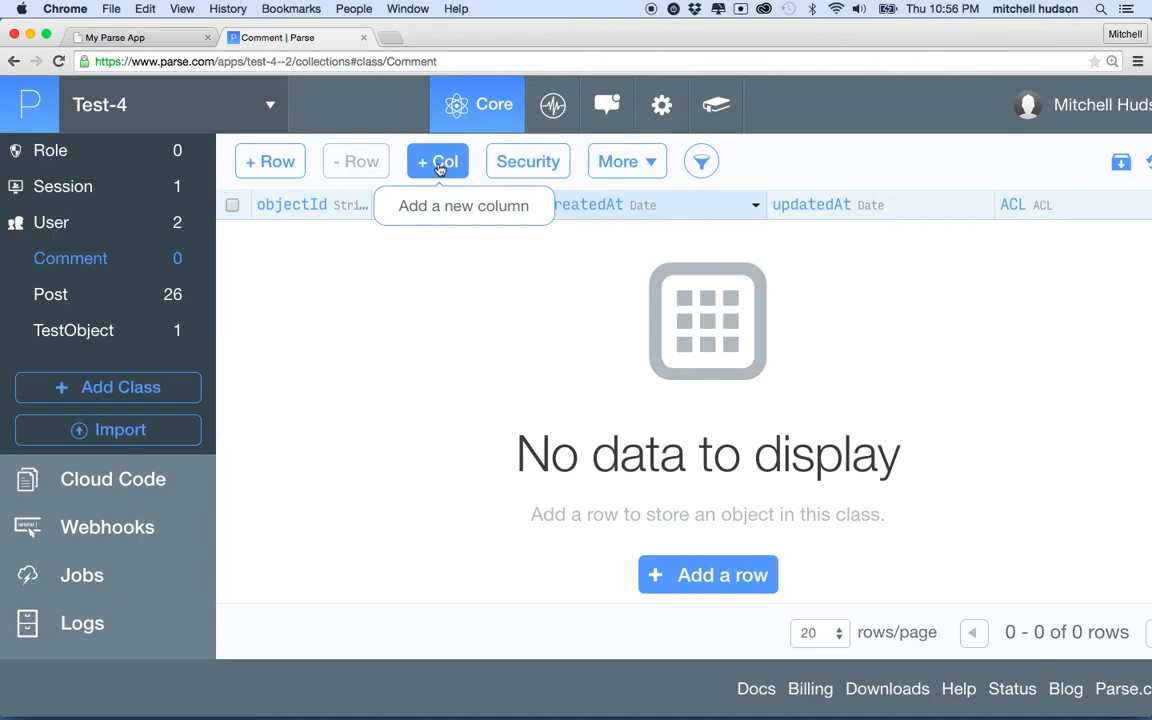 Chrome File Edit View History Bookmarks People Window Help Thu 10:56 PM mitchell hudson
My Parse App Comment | Parse Mitchell
https://www.parse.com/apps/test-4--2/collections#class/Comment
P Test-4 Core Mitchell Huds
Role 0
Session 1
User 2
Comment 0
Post 26
TestObject 1
+ Add Class
Import
Cloud Code
Webhooks
Jobs
Logs
+ Row - Row + Col Security More
Add a new column
objectId Stri... reatedAt Date updatedAt Date ACL ACL
No data to display
Add a row to store an object in this class.
+ Add a row
20 rows/page 0 - 0 of 0 rows
Docs Billing Downloads Help Status Blog Parse.c